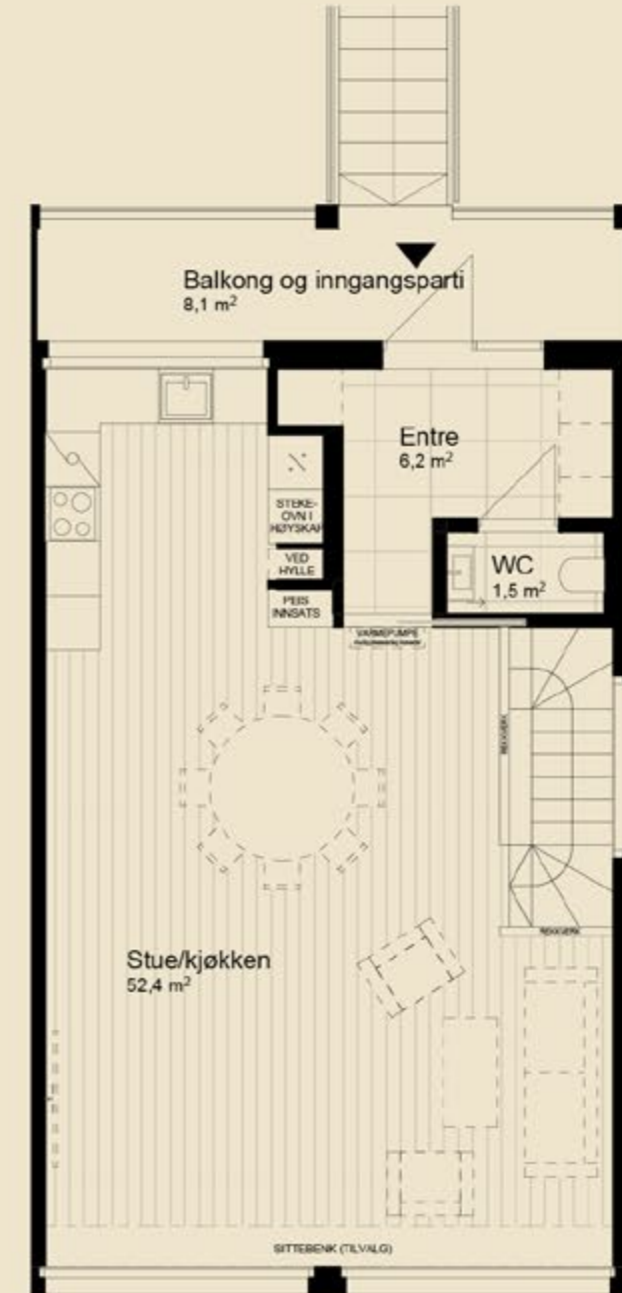 Balkong og inngangsparti
8,1 m²
Entre
6,2 m²
STEKE-
OVN I
HØYSKAP
WC
1,5 m²
VED
HYLLE
PEIS
INNSATS
VARMEPUMPE
REKKVERK
REKKVERK
Stue/kjøkken
52,4 m²
SITTEBENK (TILVALG)